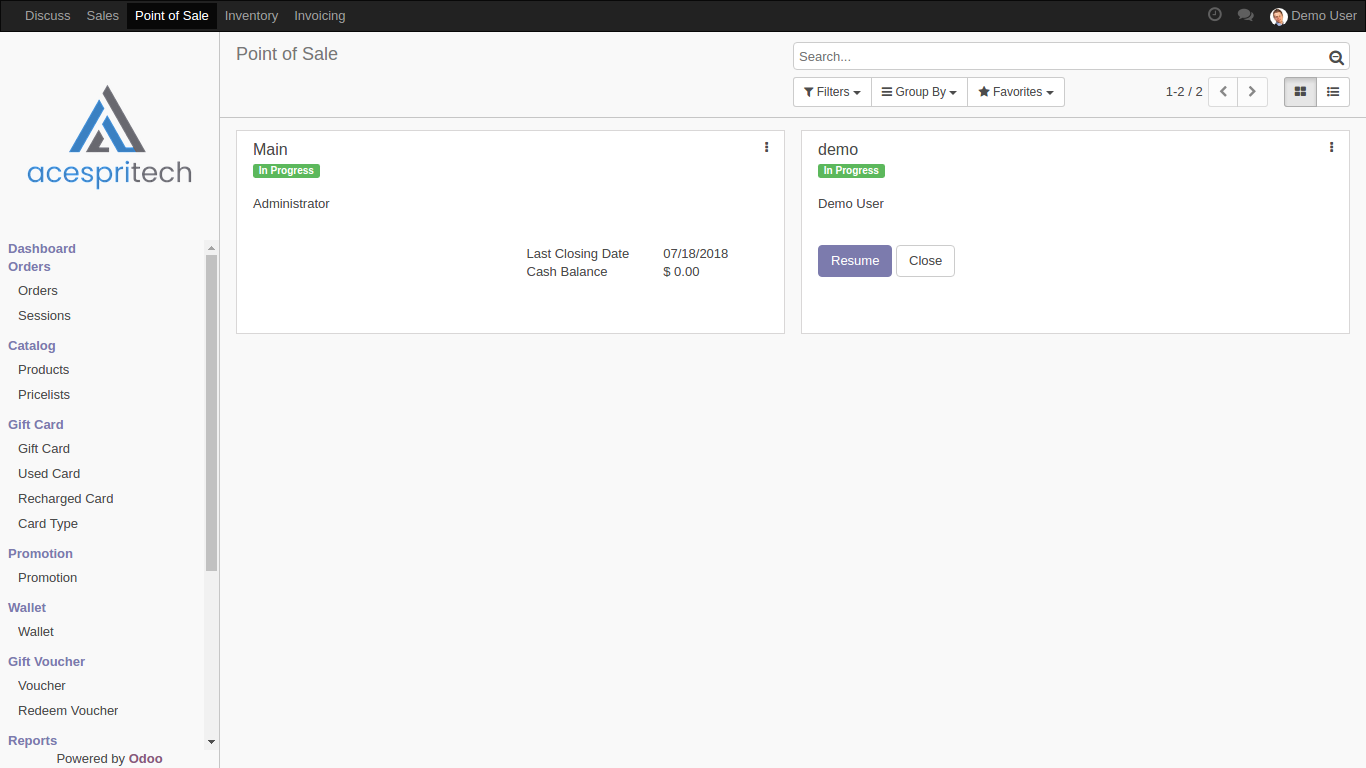 Discuss Sales Point of Sale Inventory Invoicing Demo User
Point of Sale
Search...
Filters Group By Favorites 1-2 / 2
acespritech
Dashboard
Orders
Orders
Sessions
Catalog
Products
Pricelists
Gift Card
Gift Card
Used Card
Recharged Card
Card Type
Promotion
Promotion
Wallet
Wallet
Gift Voucher
Voucher
Redeem Voucher
Reports
Powered by Odoo
Main
In Progress
Administrator
Last Closing Date 07/18/2018
Cash Balance $ 0.00
demo
In Progress
Demo User
Resume Close